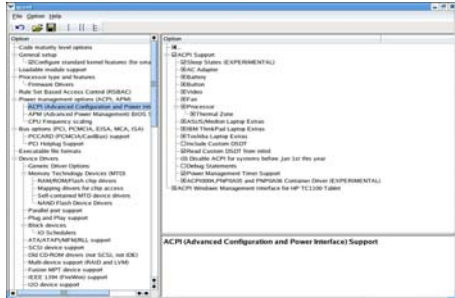 qconf
File Option Help
Option
Code maturity level options
General setup
Configure standard kernel features (for sma
Loadable module support
Processor type and features
Firmware Drivers
Rule Set Based Access Control (RSBAC)
Power management options (ACPI, APM)
ACPI (Advanced Configuration and Power Inte
APM (Advanced Power Management) BIOS S
CPU Frequency scaling
Bus options (PCI, PCMCIA, EISA, MCA, ISA)
PCCARD (PCMCIA/CardBus) support
PCI Hotplug Support
Executable file formats
Device Drivers
Generic Driver Options
Memory Technology Devices (MTD)
RAM/ROM/Flash chip drivers
Mapping drivers for chip access
Self-contained MTD device drivers
NAND Flash Device Drivers
Parallel port support
Plug and Play support
Block devices
IO Schedulers
ATA/ATAPI/MFM/RLL support
SCSI device support
Old CD-ROM drivers (not SCSI, not IDE)
Multi-device support (RAID and LVM)
Fusion MPT device support
IEEE 1394 (FireWire) support
I2O device support
Option
ACPI Support
Sleep States (EXPERIMENTAL)
AC Adapter
Battery
Button
Video
Fan
Processor
Thermal Zone
ASUS/Medion Laptop Extras
IBM ThinkPad Laptop Extras
Toshiba Laptop Extras
Include Custom DSDT
Read Custom DSDT from initrd
(0) Disable ACPI for systems before Jan 1st this year
Debug Statements
Power Management Timer Support
ACPI0004,PNP0A05 and PNP0A06 Container Driver (EXPERIMENTAL)
ACPI Windows Management Interface for HP TC1100 Tablet
ACPI (Advanced Configuration and Power Interface) Support